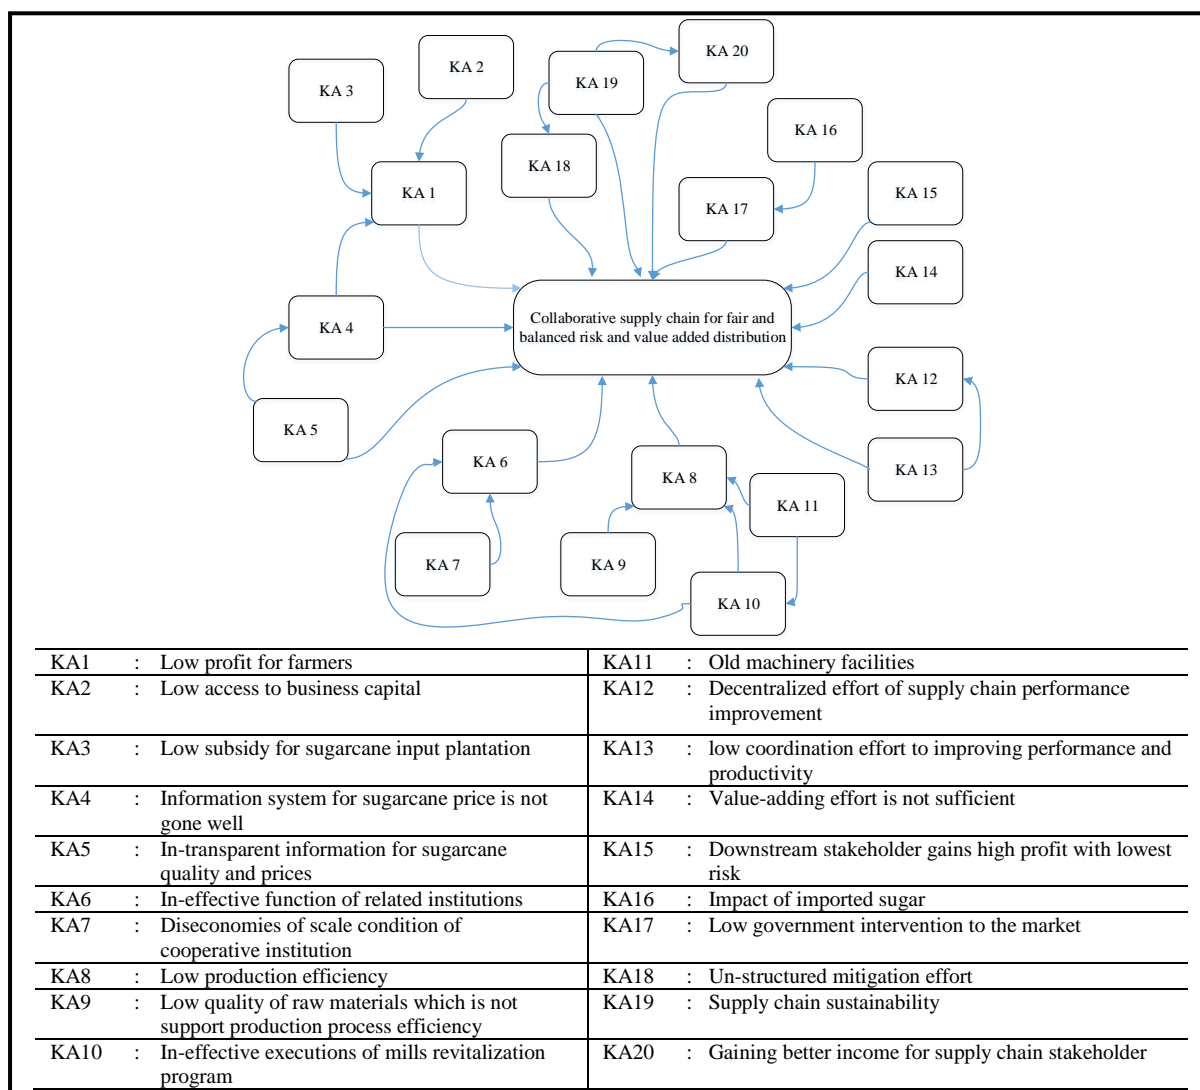 KA 20
KA 2
KA 19
KA 3
KA 16
KA 18
KA 1
KA 15
KA 17
KA 14
Collaborative supply chain for fair and
balanced risk and value added distribution
KA 4
KA 12
KA 5
KA 6
KA 13
KA 8
KA 11
KA 7
KA 9
KA 10
KA1 : Low profit for farmers
KA11 : Old machinery facilities
KA2 : Low access to business capital
KA12 : Decentralized effort of supply chain performance
improvement
KA3 : Low subsidy for sugarcane input plantation
KA13 : low coordination effort to improving performance and
productivity
KA4 : Information system for sugarcane price is not
gone well
KA14 : Value-adding effort is not sufficient
KA5 : In-transparent information for sugarcane
quality and prices
KA15 : Downstream stakeholder gains high profit with lowest
risk
KA6 : In-effective function of related institutions
KA16 : Impact of imported sugar
KA7 : Diseconomies of scale condition of
cooperative institution
KA17 : Low government intervention to the market
KA8 : Low production efficiency
KA18 : Un-structured mitigation effort
KA9 : Low quality of raw materials which is not
support production process efficiency
KA19 : Supply chain sustainability
KA10 : In-effective executions of mills revitalization
program
KA20 : Gaining better income for supply chain stakeholder